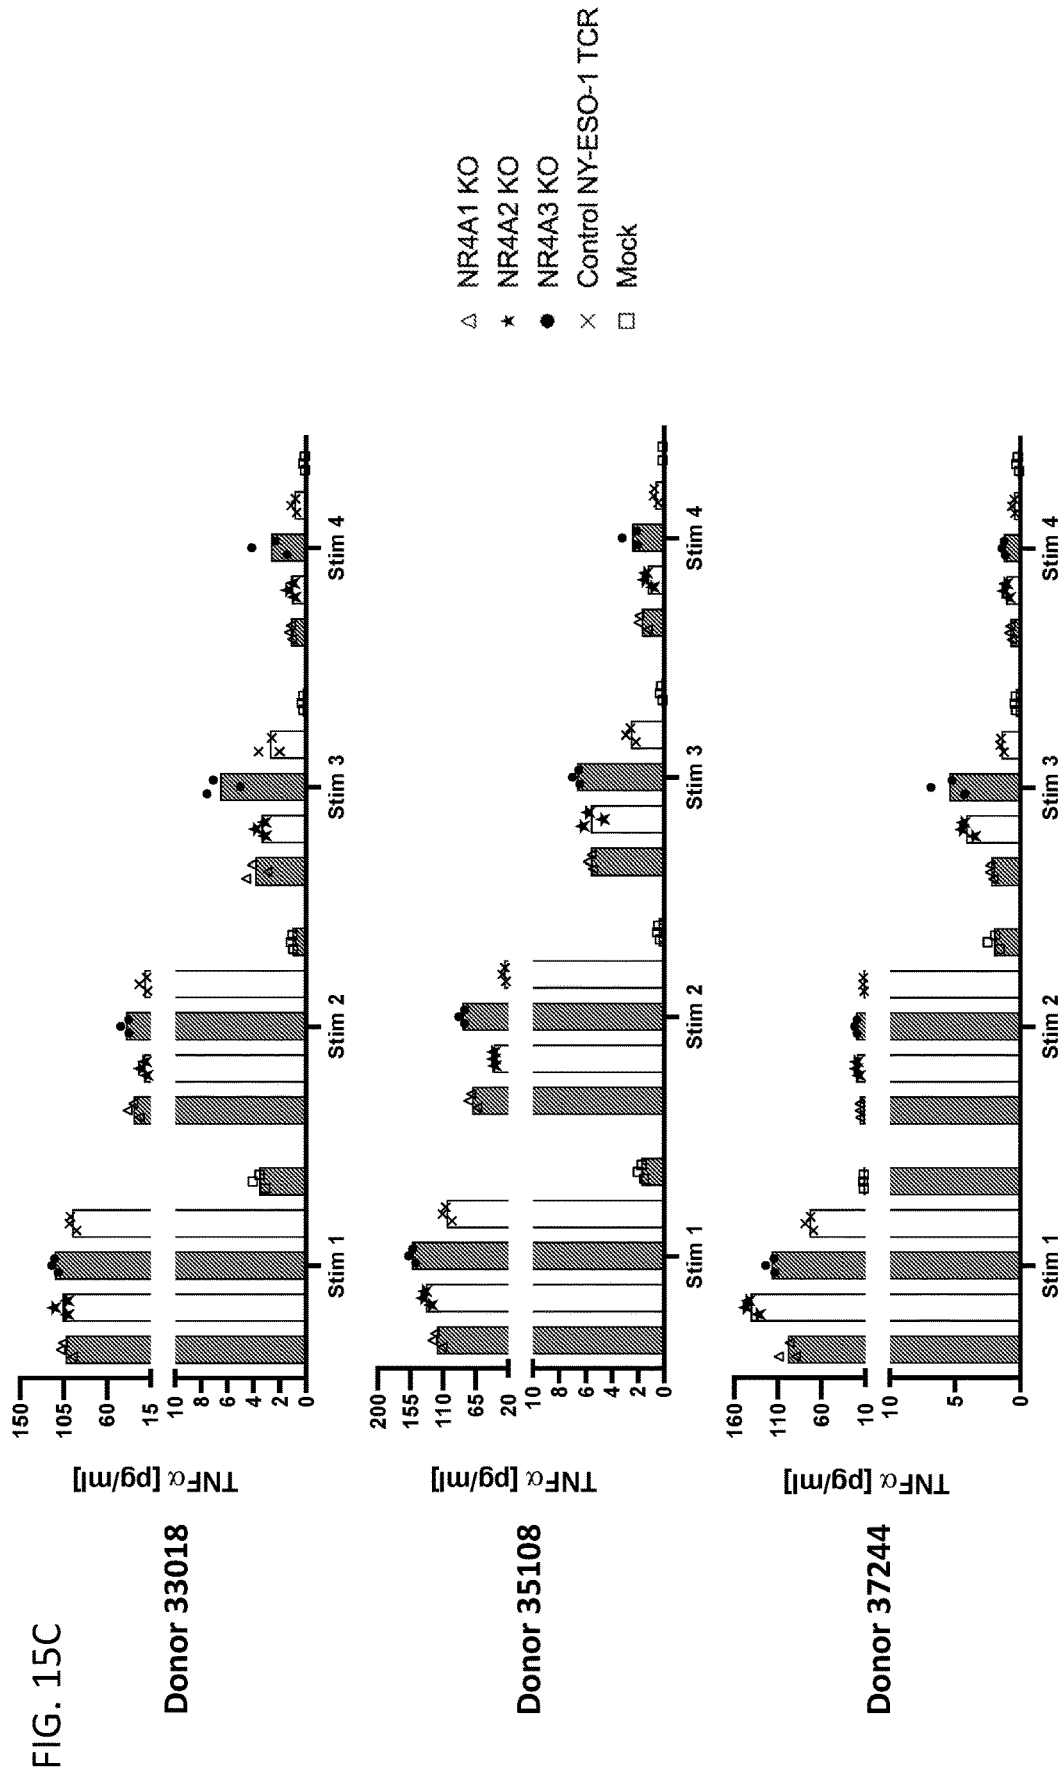 FIG. 15C
Donor 33018
TNFα [pg/ml]
150
105
60
15
10
8
6
4
2
0
Stim 1
Stim 2
Stim 3
Stim 4
Donor 35108
TNFα [pg/ml]
200
155
110
65
20
10
8
6
4
2
0
Stim 1
Stim 2
Stim 3
Stim 4
Donor 37244
TNFα [pg/ml]
160
110
60
10
10
5
0
Stim 1
Stim 2
Stim 3
Stim 4
NR4A1 KO
NR4A2 KO
NR4A3 KO
Control NY-ESO-1 TCR
Mock